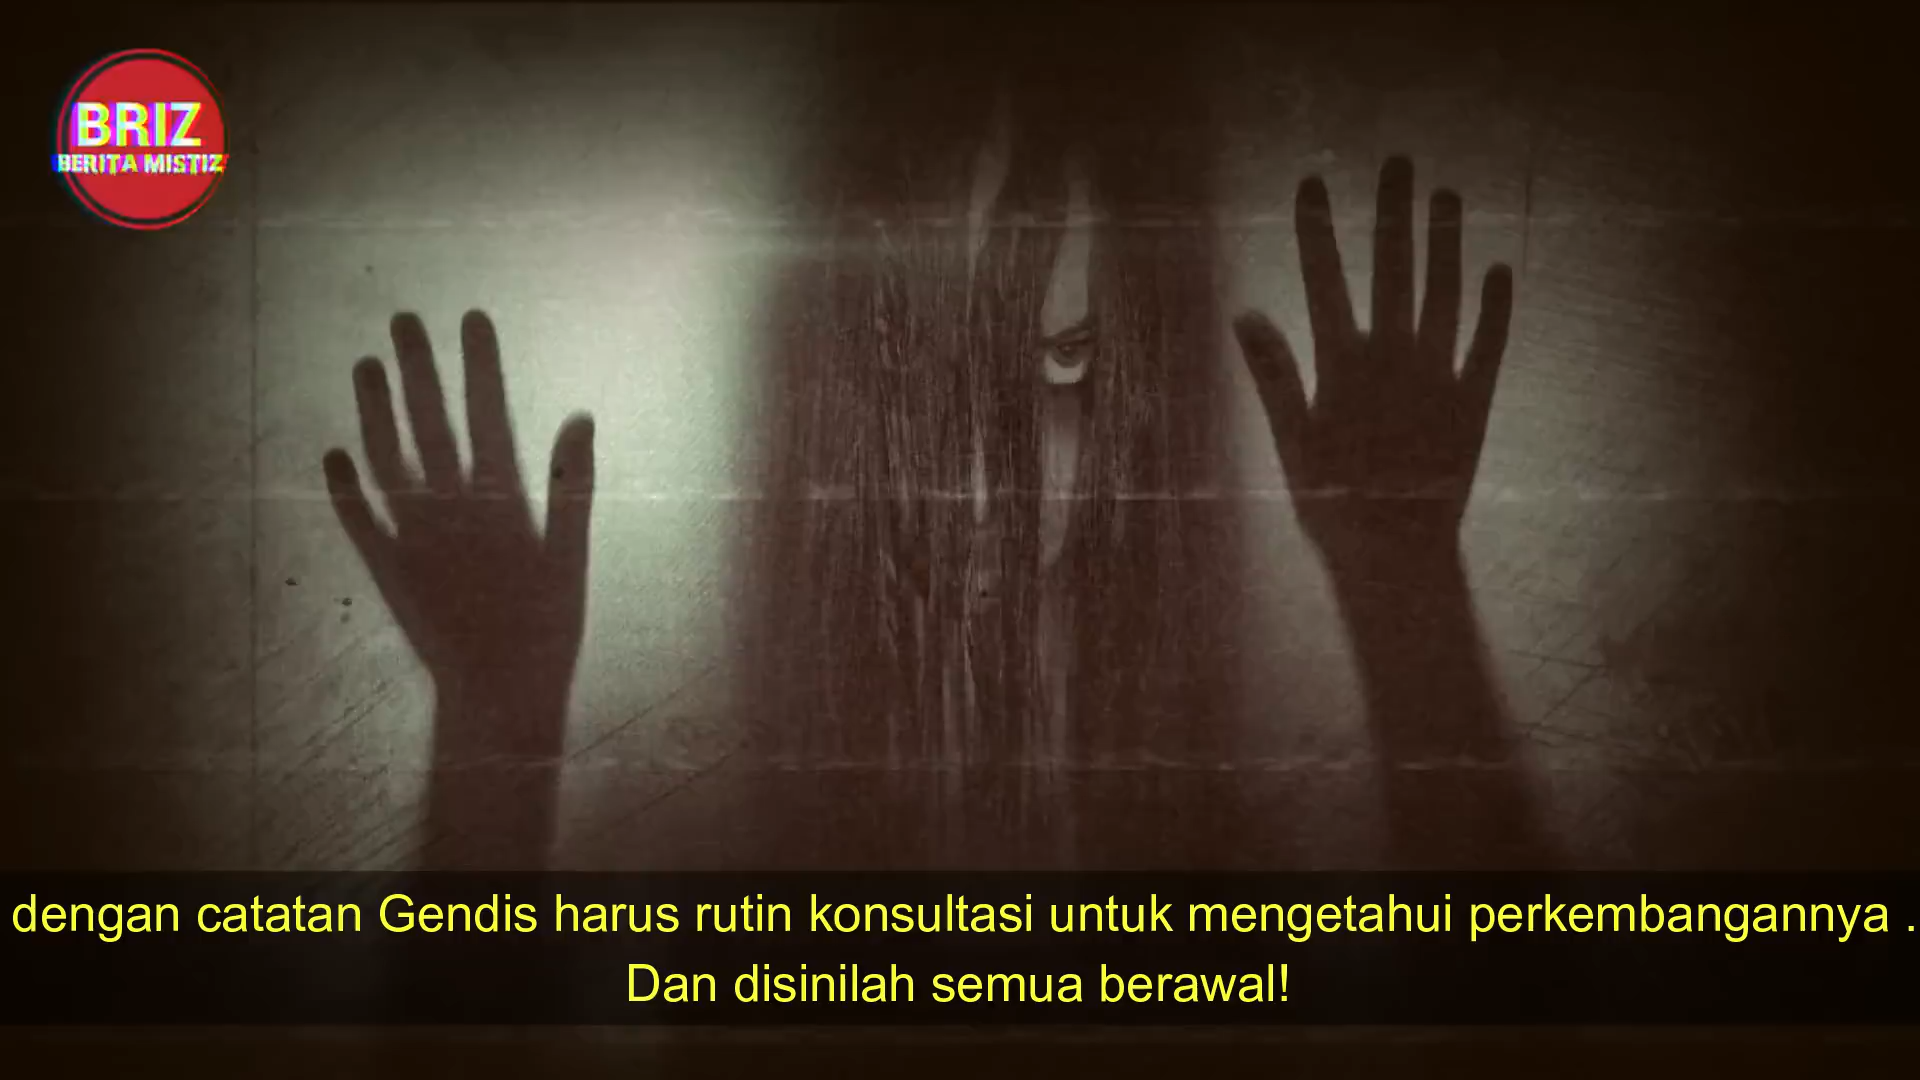 BRIZ
BERITA MISTIZ
dengan catatan Gendis harus rutin konsultasi untuk mengetahui perkembangannya .
Dan disinilah semua berawal!